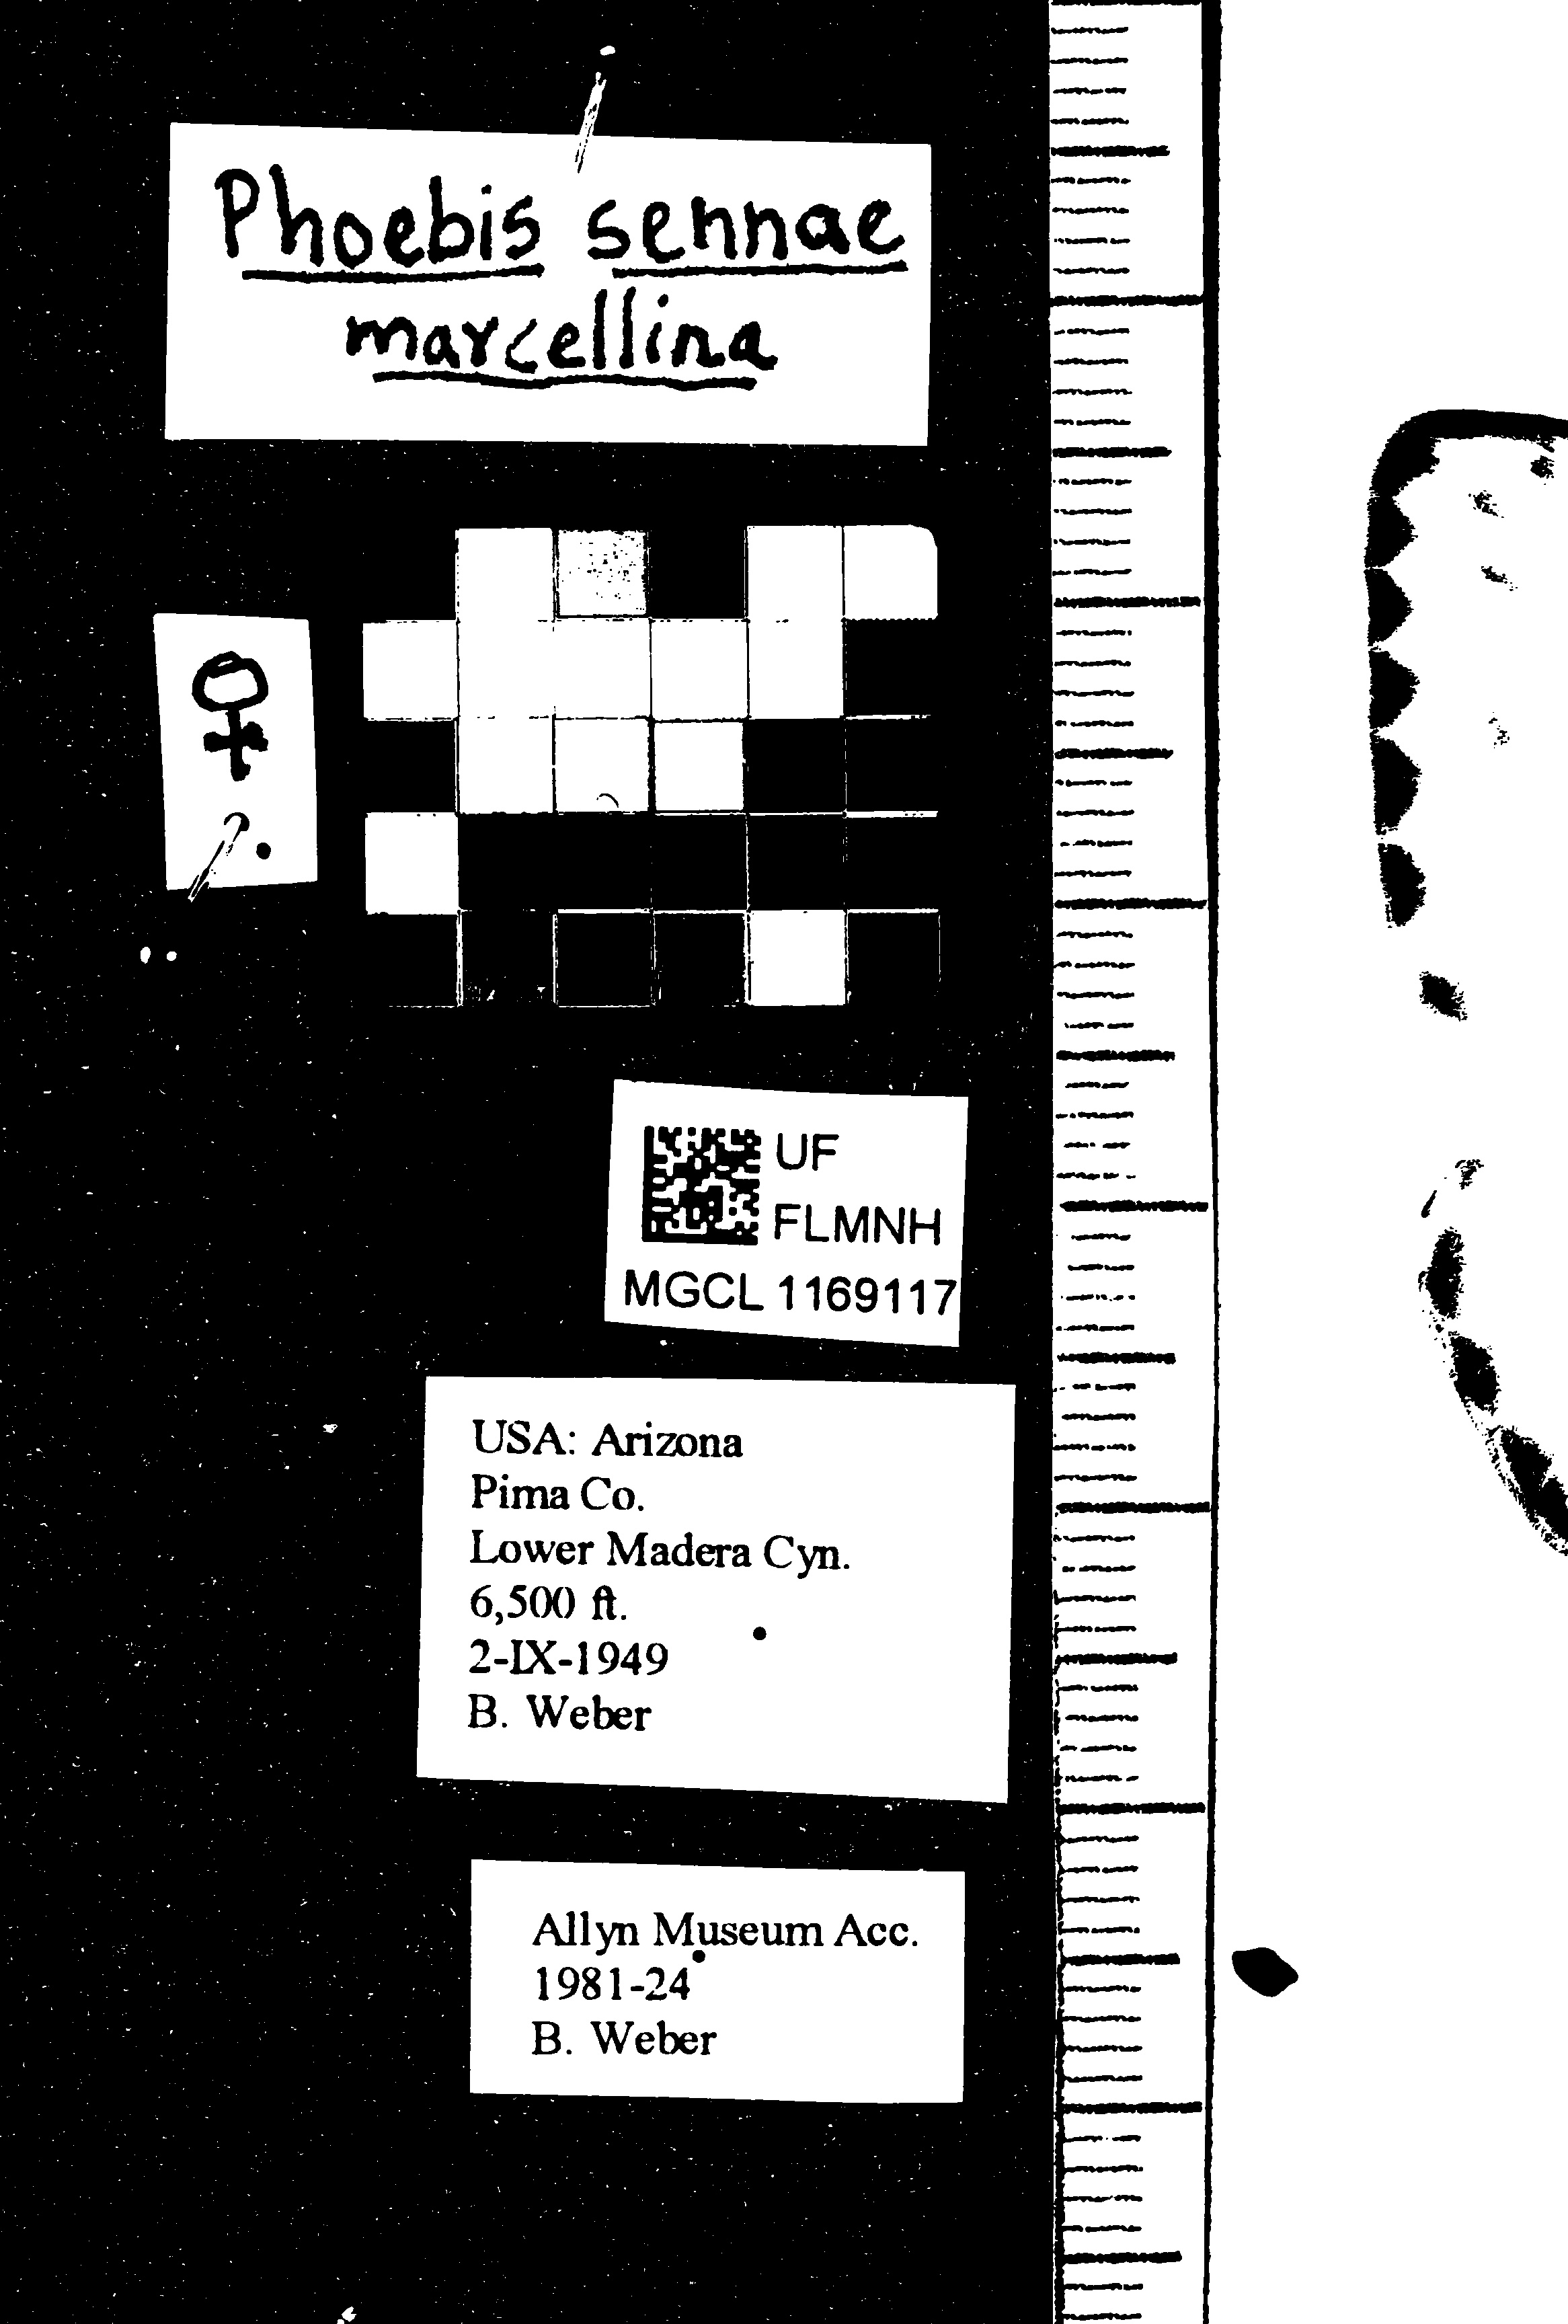 Phoebis sennae
marcellina
♀
?
UF
FLMNH
MGCL 1169117
USA: Arizona
Pima Co.
Lower Madera Cyn.
6,500 ft.
2-IX-1949
B. Weber
Allyn Museum Acc.
1981-24
B. Weber